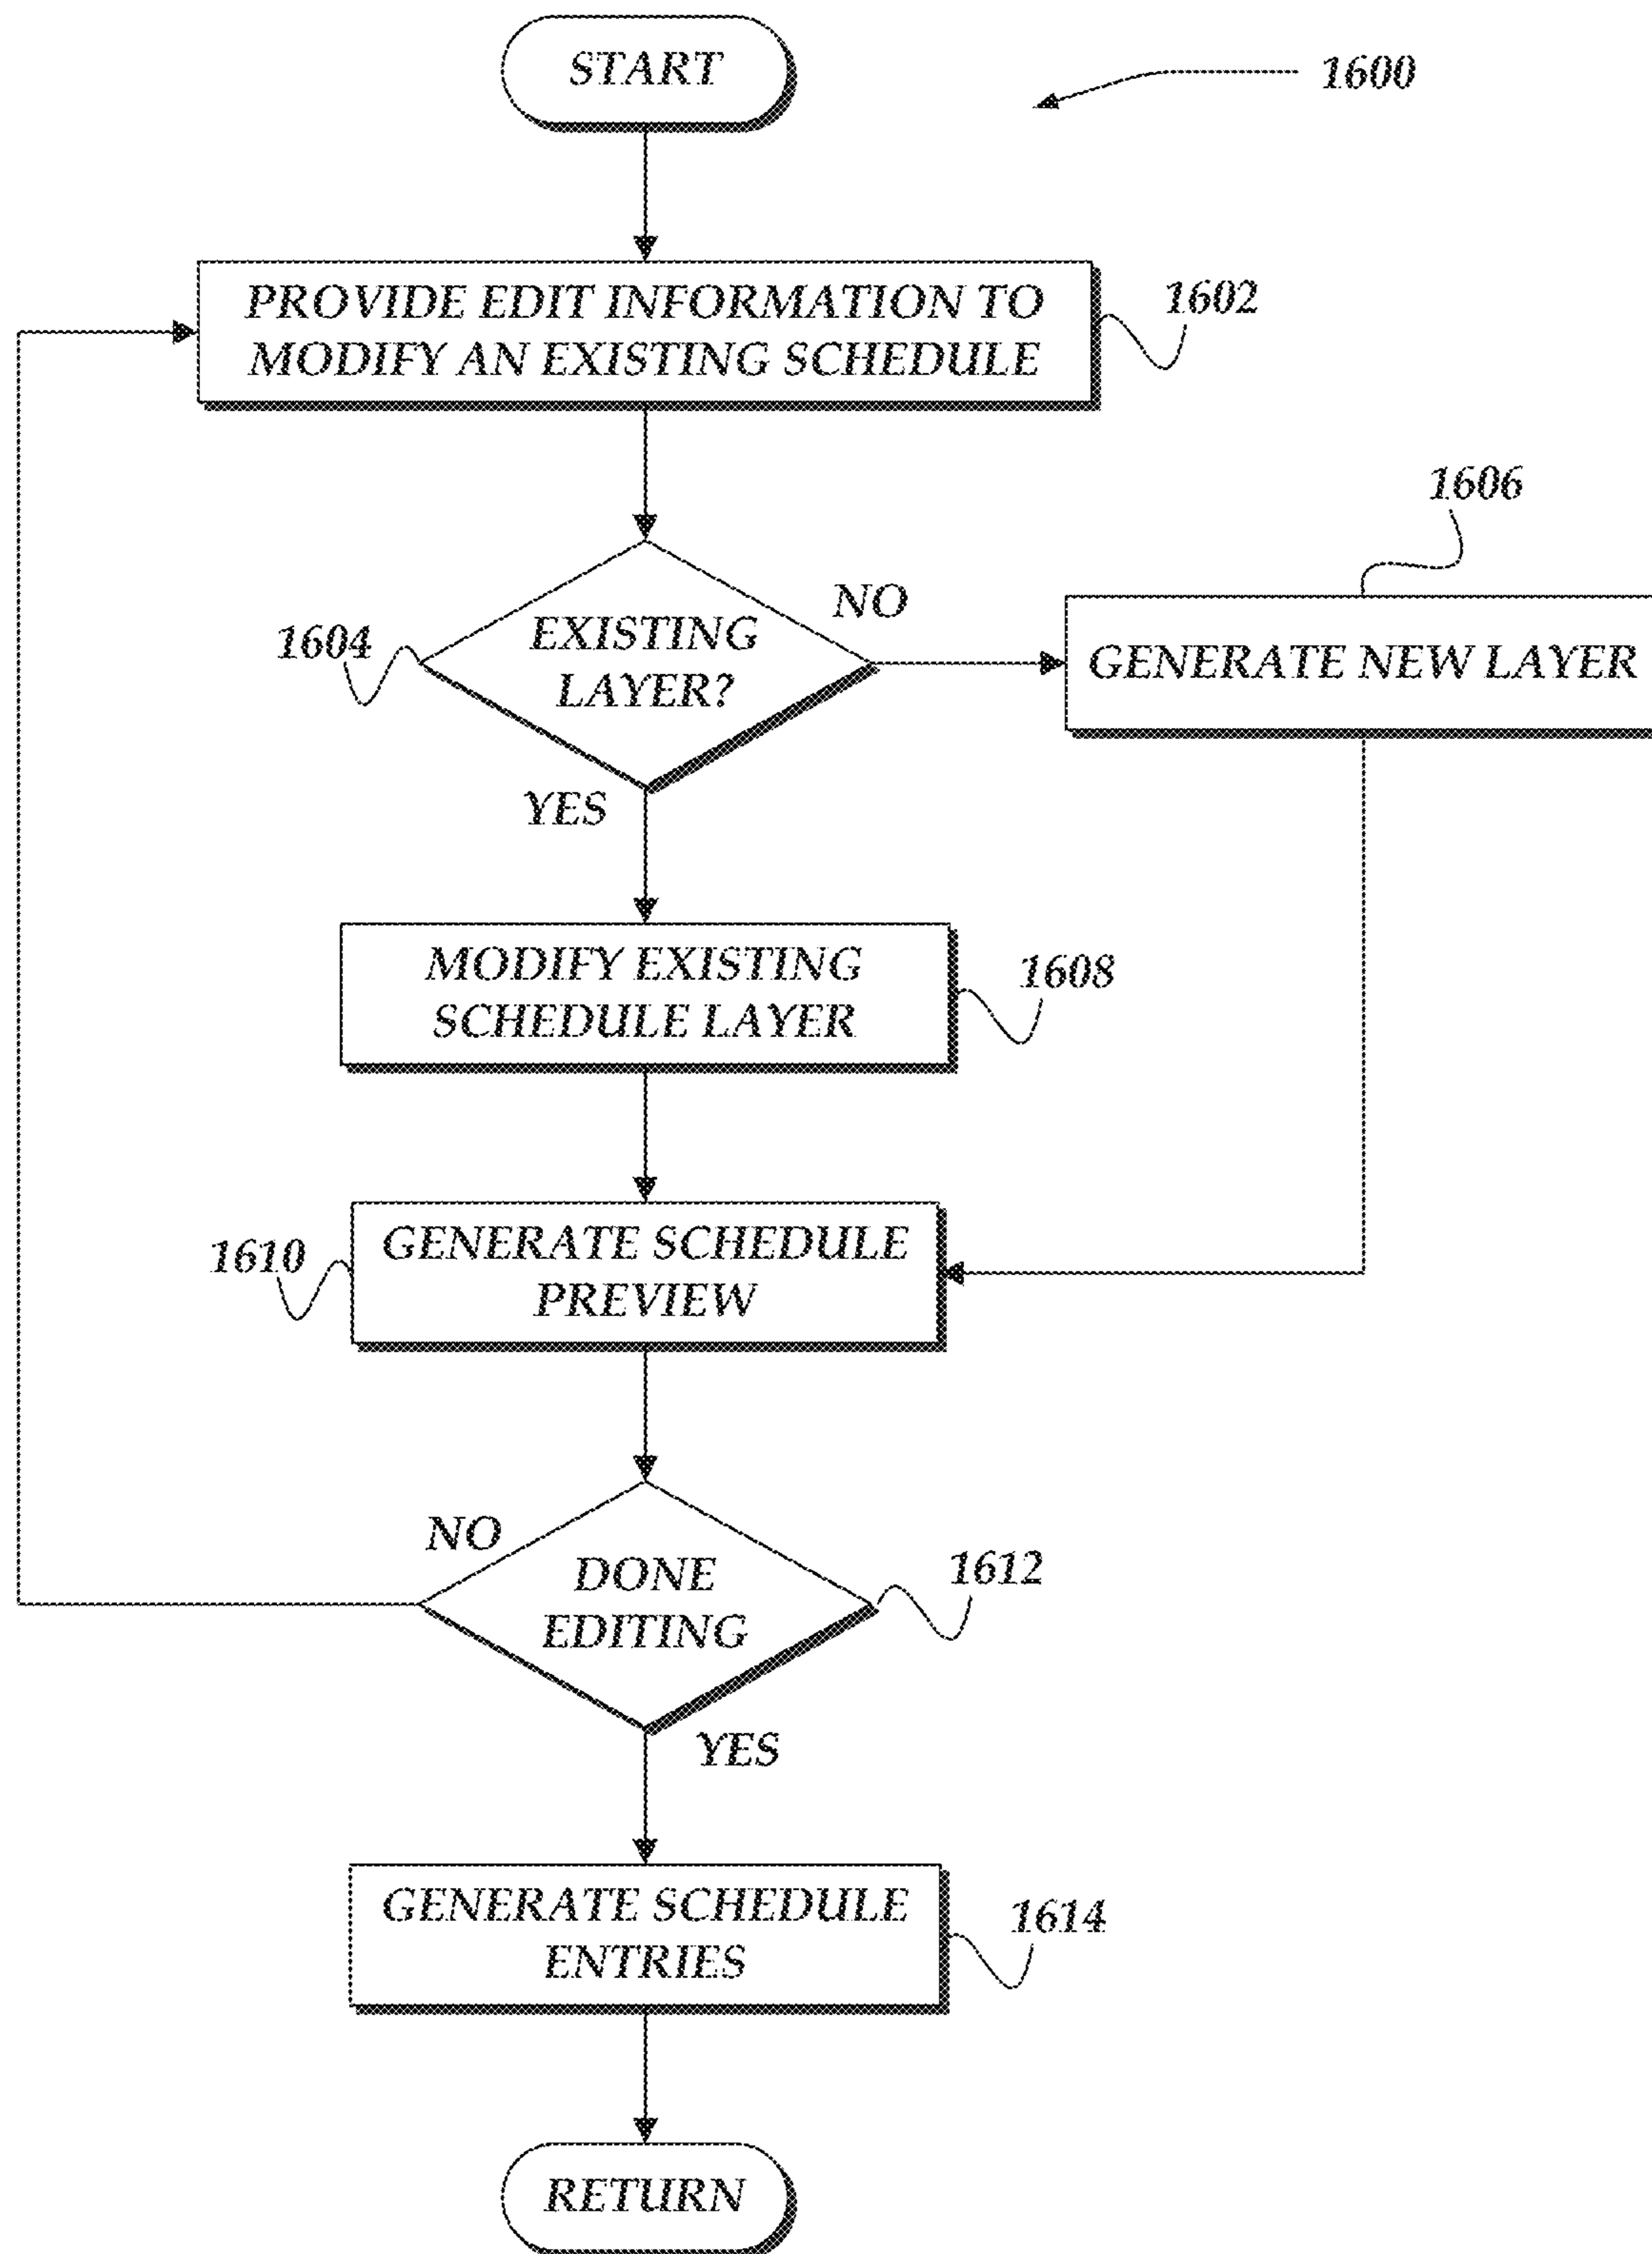 START
1600
PROVIDE EDIT INFORMATION TO
MODIFY AN EXISTING SCHEDULE
1602
1606
NO
1604
EXISTING
LAYER?
GENERATE NEW LAYER
YES
MODIFY EXISTING
SCHEDULE LAYER
1608
1610
GENERATE SCHEDULE
PREVIEW
NO
DONE
EDITING
1612
YES
GENERATE SCHEDULE
ENTRIES
1614
RETURN